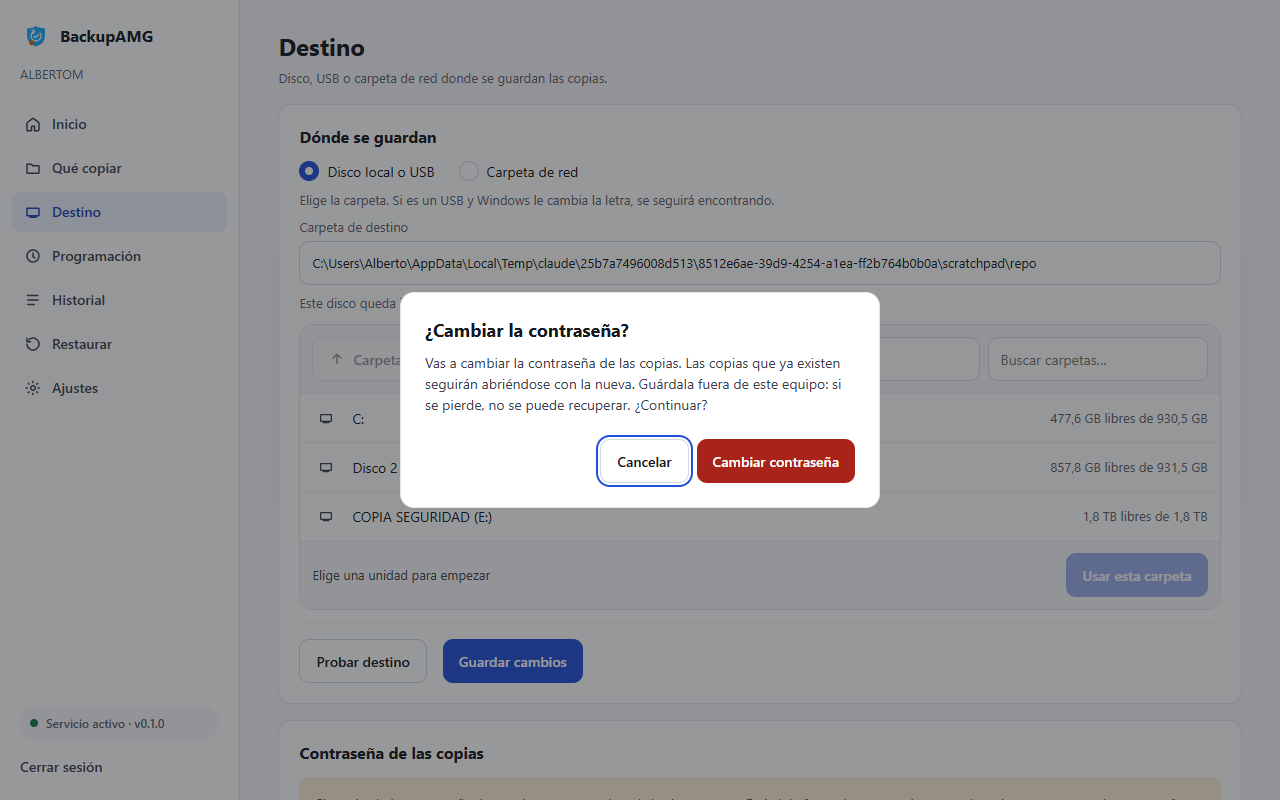 BackupAMG
ALBERTOM
Inicio
Qué copiar
Destino
Programación
Historial
Restaurar
Ajustes
Servicio activo · v0.1.0
Cerrar sesión
Destino
Disco, USB o carpeta de red donde se guardan las copias.
Dónde se guardan
Disco local o USB
Carpeta de red
Elige la carpeta. Si es un USB y Windows le cambia la letra, se seguirá encontrando.
Carpeta de destino
C:\Users\Alberto\AppData\Local\Temp\claude\25b7a7496008d513\8512e6ae-39d9-4254-a1ea-ff2b764b0b0a\scratchpad\repo
Este disco queda
Carpeta
Buscar carpetas...
C:
477,6 GB libres de 930,5 GB
Disco 2
857,8 GB libres de 931,5 GB
COPIA SEGURIDAD (E:)
1,8 TB libres de 1,8 TB
Elige una unidad para empezar
Usar esta carpeta
Probar destino
Guardar cambios
Contraseña de las copias
¿Cambiar la contraseña?
Vas a cambiar la contraseña de las copias. Las copias que ya existen
seguirán abriéndose con la nueva. Guárdala fuera de este equipo: si
se pierde, no se puede recuperar. ¿Continuar?
Cancelar
Cambiar contraseña